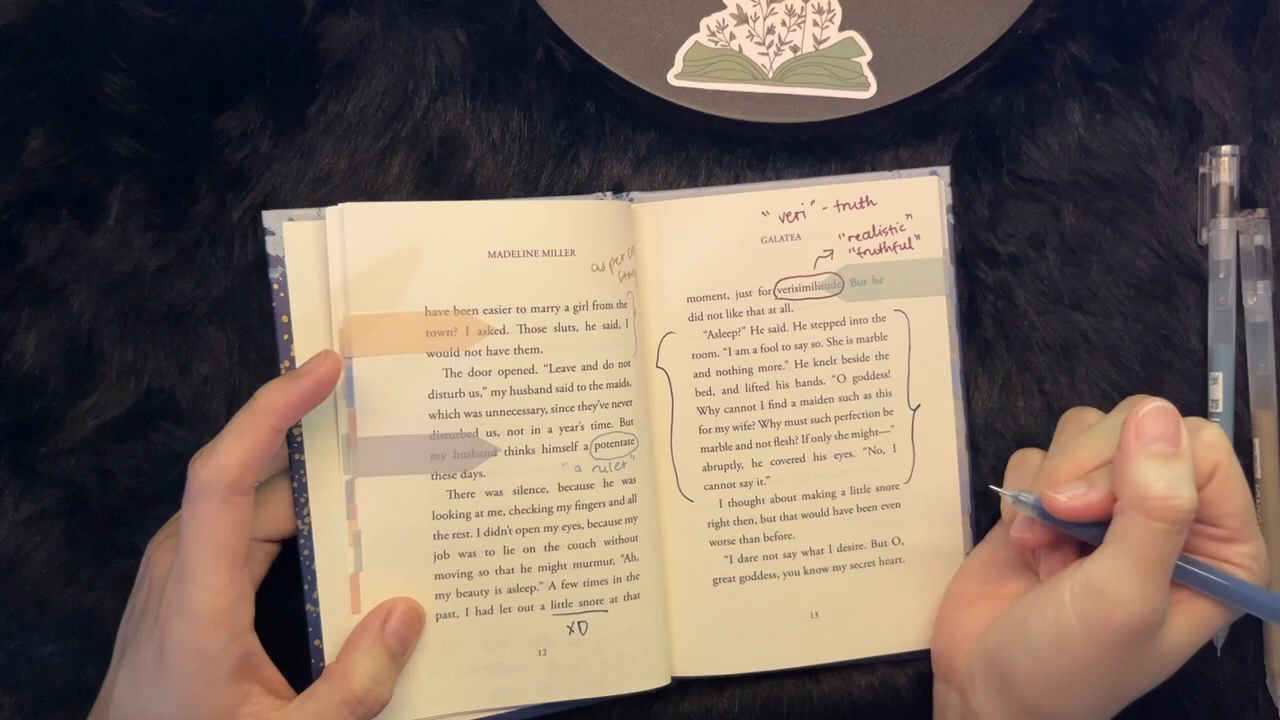 MADELINE MILLER
as per
have been easier to marry a girl from the
town? I asked. Those sluts, he said, I
would not have them.
The door opened. “Leave and do not
disturb us,” my husband said to the maids,
which was unnecessary, since they’ve never
disturbed us, not in a year’s time. But
my husband thinks himself a potentate
"a ruler"
these days.
There was silence, because he was
looking at me, checking my fingers and all
the rest. I didn’t open my eyes, because my
job was to lie on the couch without
moving so that he might murmur, “Ah,
my beauty is asleep.” A few times in the
past, I had let out a little snore at that
XD
12
"veri" - truth
GALATEA
"realistic"
"truthful"
moment, just for verisimilitude. But he
did not like that at all.
“Asleep?” He said. He stepped into the
room. “I am a fool to say so. She is marble
and nothing more.” He knelt beside the
bed, and lifted his hands. “O goddess!
Why cannot I find a maiden such as this
for my wife? Why must such perfection be
marble and not flesh? If only she might—”
abruptly, he covered his eyes. “No, I
cannot say it.”
I thought about making a little snore
right then, but that would have been even
worse than before.
“I dare not say what I desire. But O,
great goddess, you know my secret heart.
13